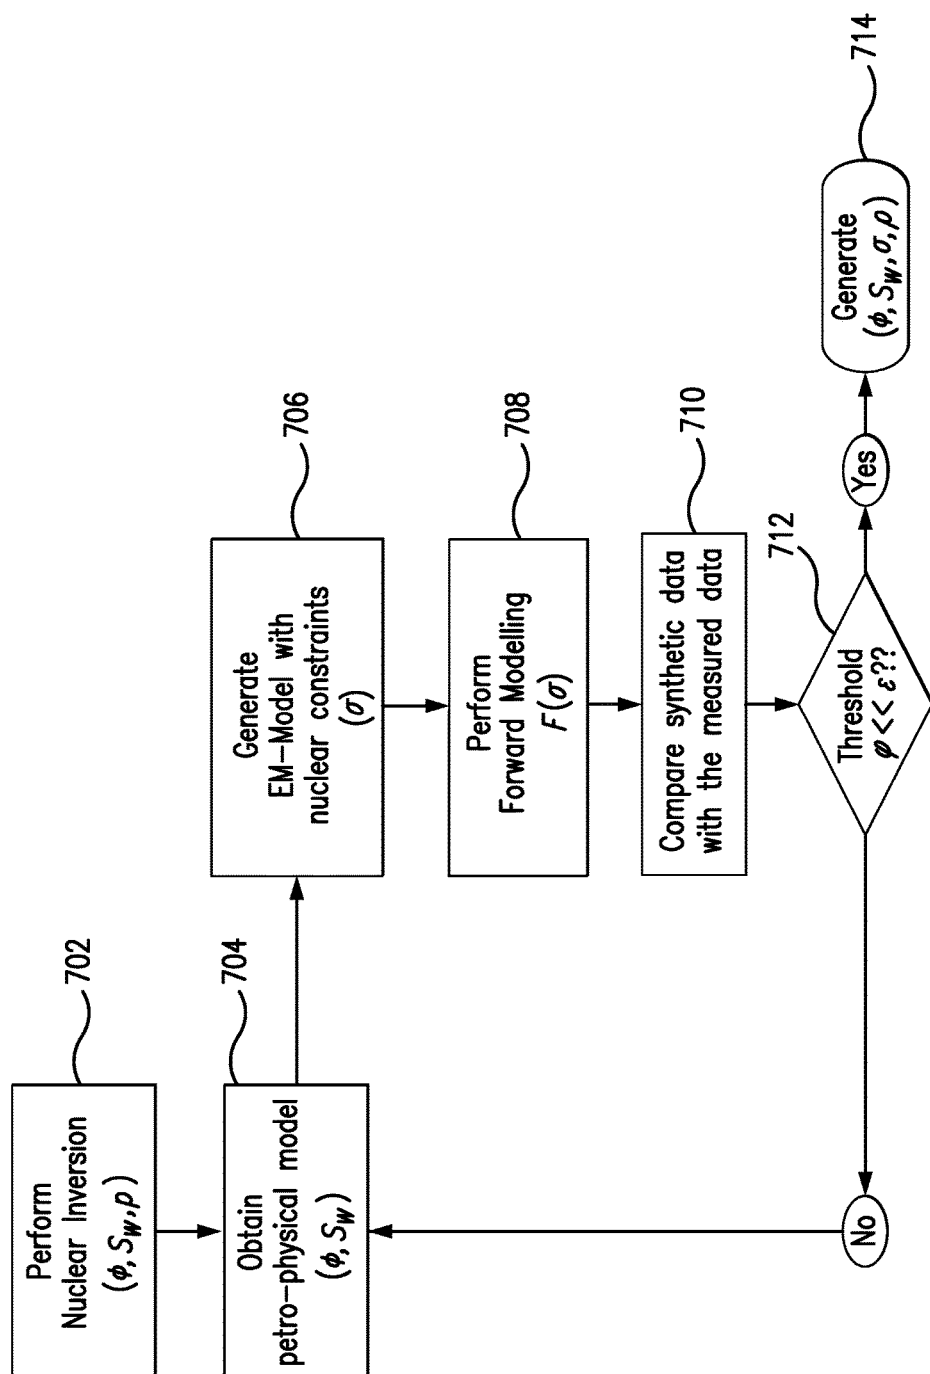 Perform
Nuclear Inversion
(ϕ, S_W, ρ)
702
Obtain
petro-physical model
(ϕ, S_W)
704
Generate
EM-Model with
nuclear constraints
(σ)
706
Perform
Forward Modelling
F(σ)
708
Compare synthetic data
with the measured data
710
Threshold
φ << ε??
712
No
Yes
Generate
(ϕ, S_W, σ, ρ)
714